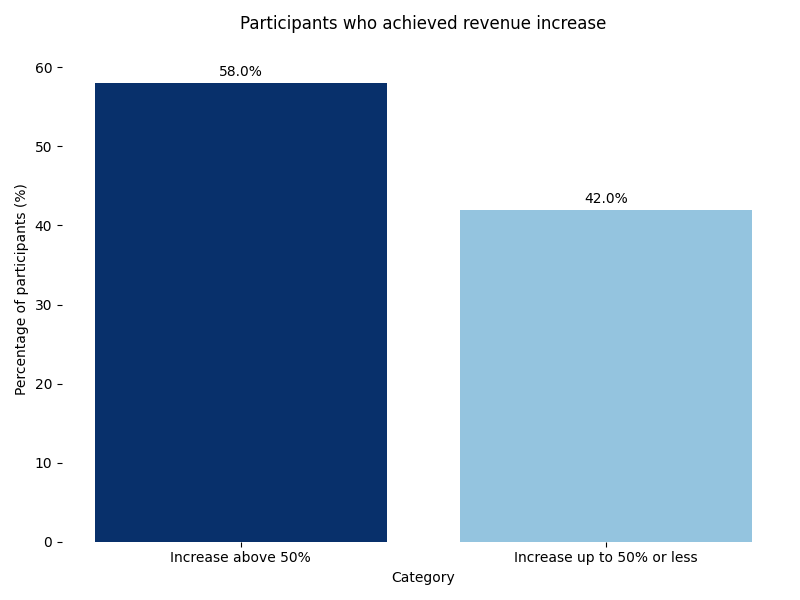 Participants who achieved revenue increase
60
50
40
30
20
10
0
Percentage of participants (%)
58.0%
42.0%
Increase above 50%
Increase up to 50% or less
Category